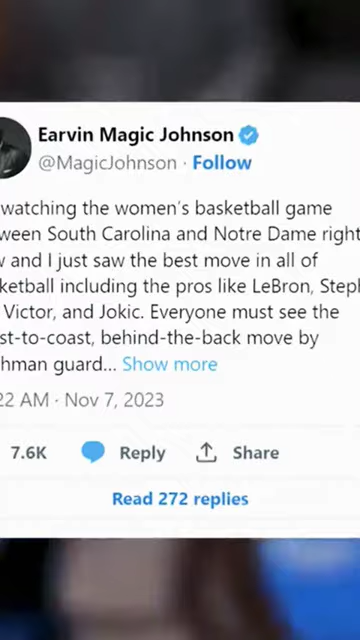 Earvin Magic Johnson
@MagicJohnson · Follow
watching the women's basketball game
ween South Carolina and Notre Dame right
w and I just saw the best move in all of
ketball including the pros like LeBron, Steph
Victor, and Jokic. Everyone must see the
st-to-coast, behind-the-back move by
hman guard... Show more
22 AM · Nov 7, 2023
7.6K Reply Share
Read 272 replies